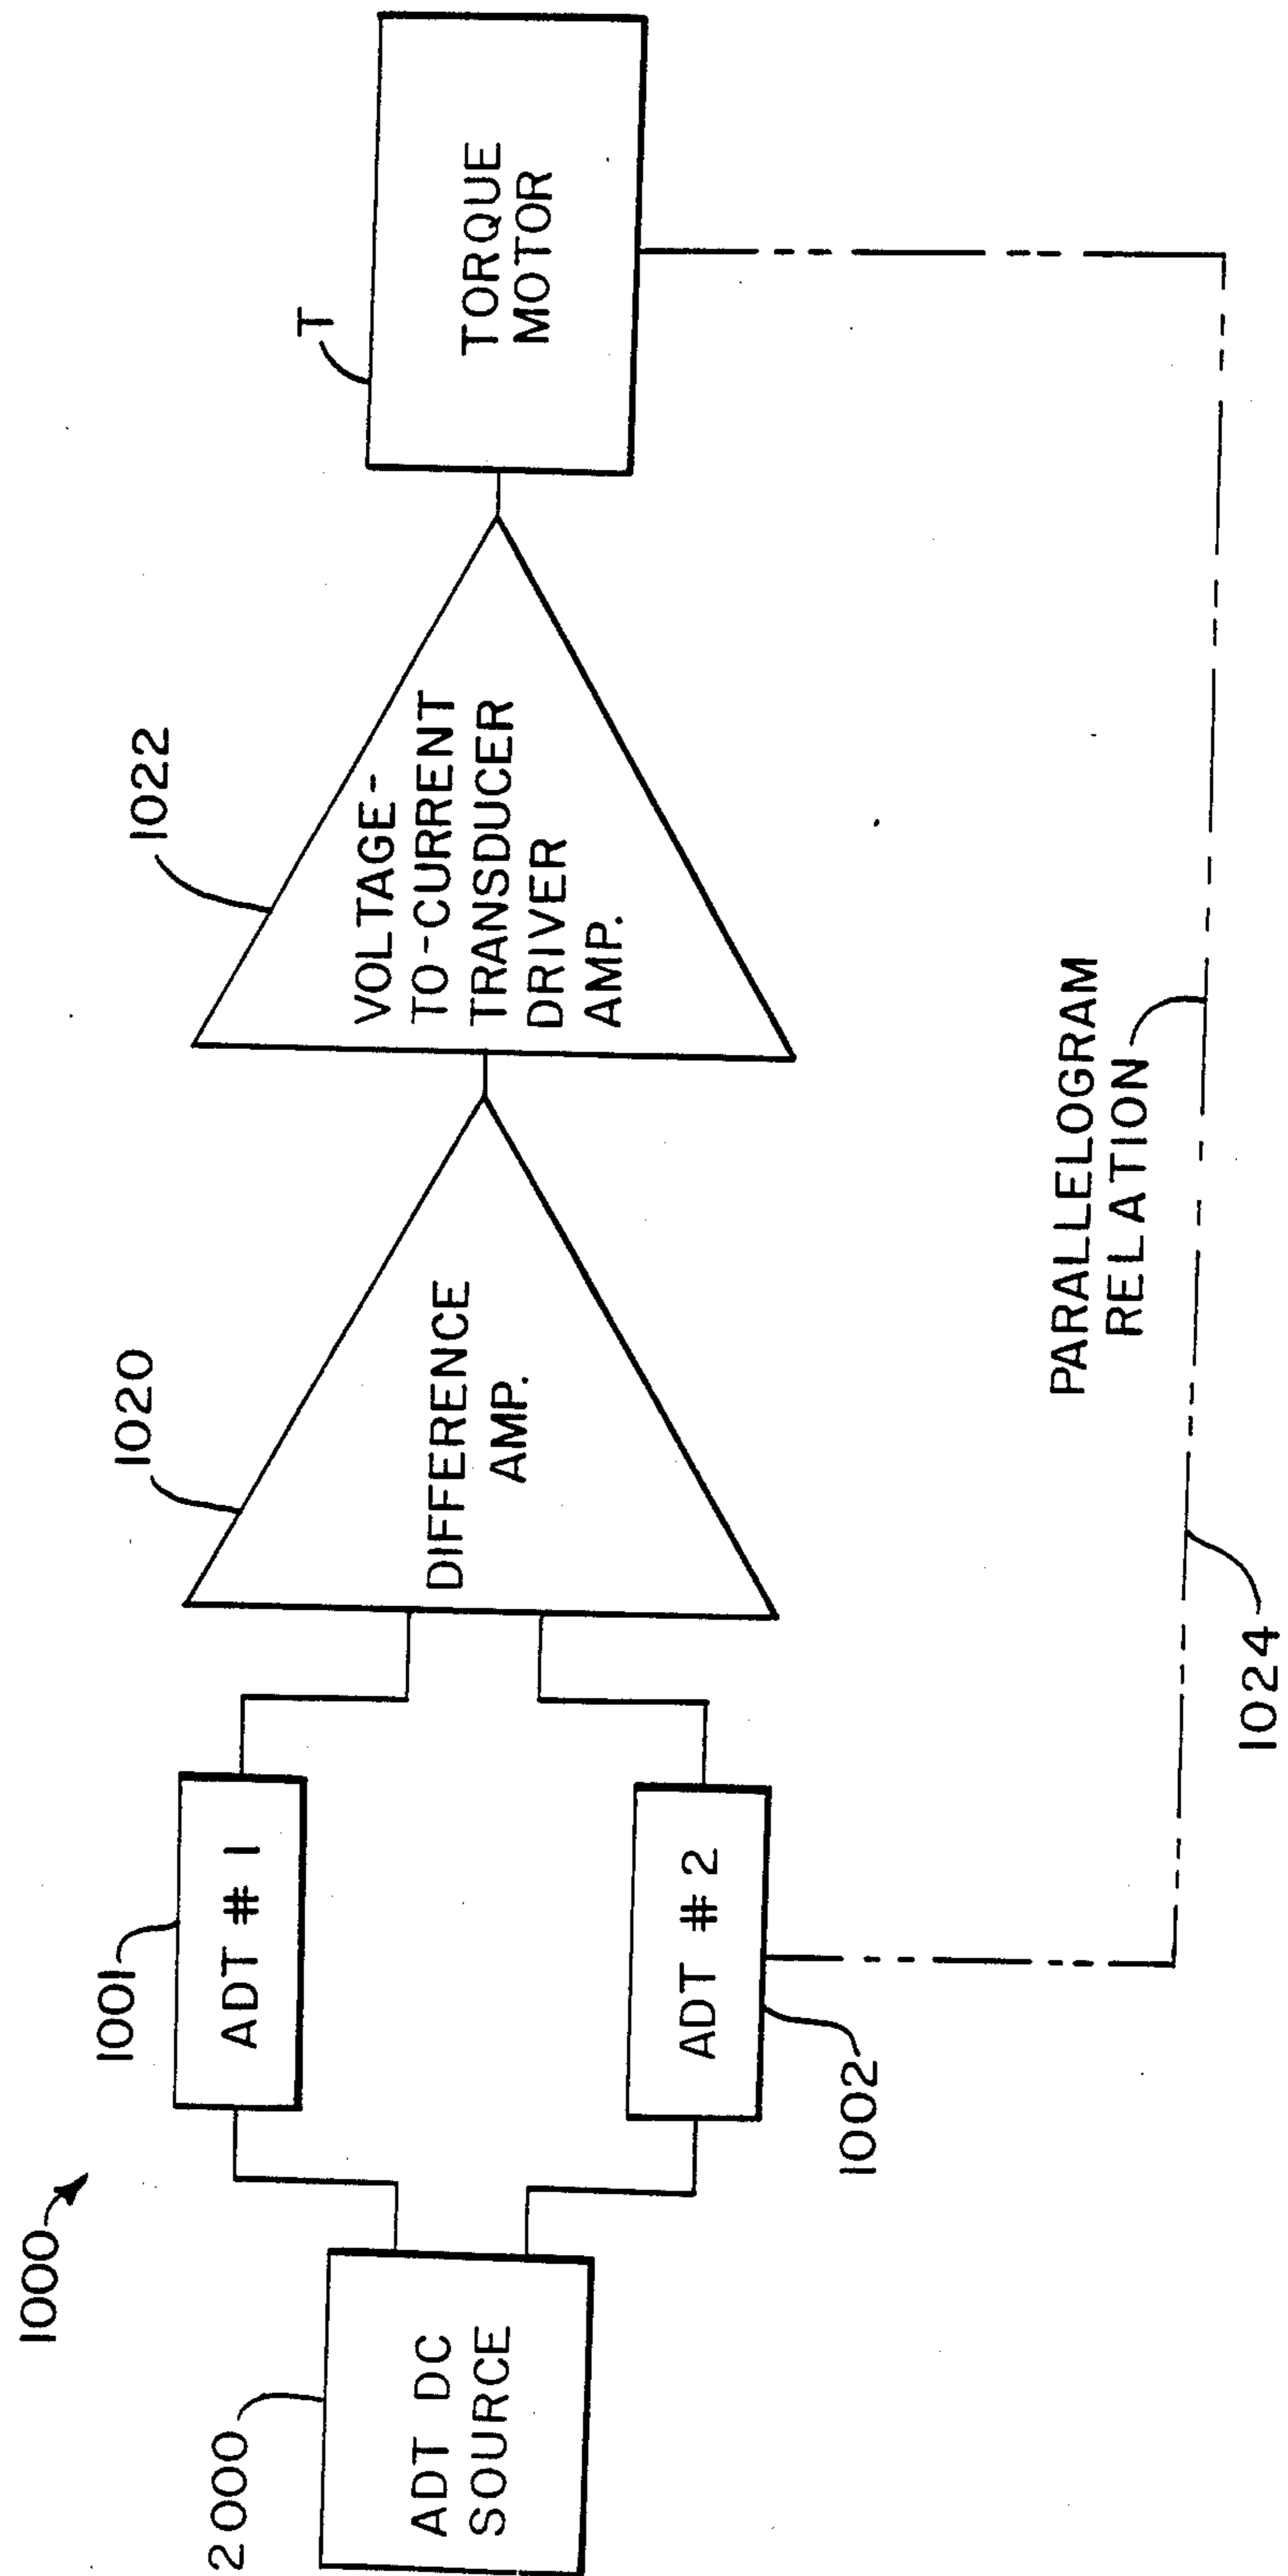 1000
2000
ADT DC
SOURCE
1001
ADT # 1
ADT # 2
1002
1020
DIFFERENCE
AMP.
1022
VOLTAGE-
TO-CURRENT
TRANSDUCER
DRIVER
AMP.
T
TORQUE
MOTOR
PARALLELOGRAM
RELATION
1024